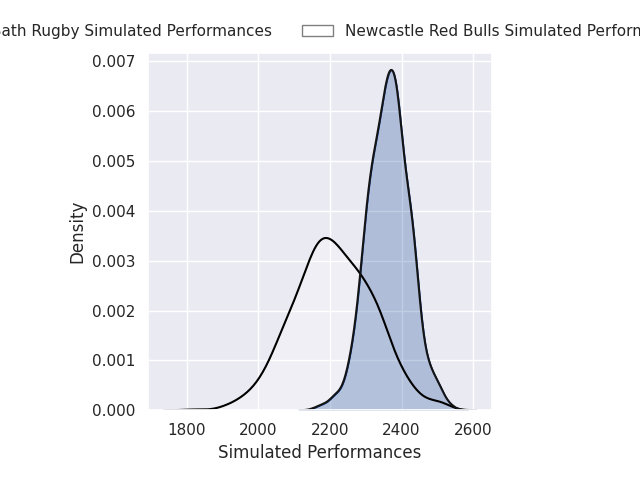 ath Rugby Simulated Performances
Newcastle Red Bulls Simulated Perforn
0.007
0.006
0.005
0.004
0.003
0.002
0.001
0.000
Density
1800 2000 2200 2400 2600
Simulated Performances